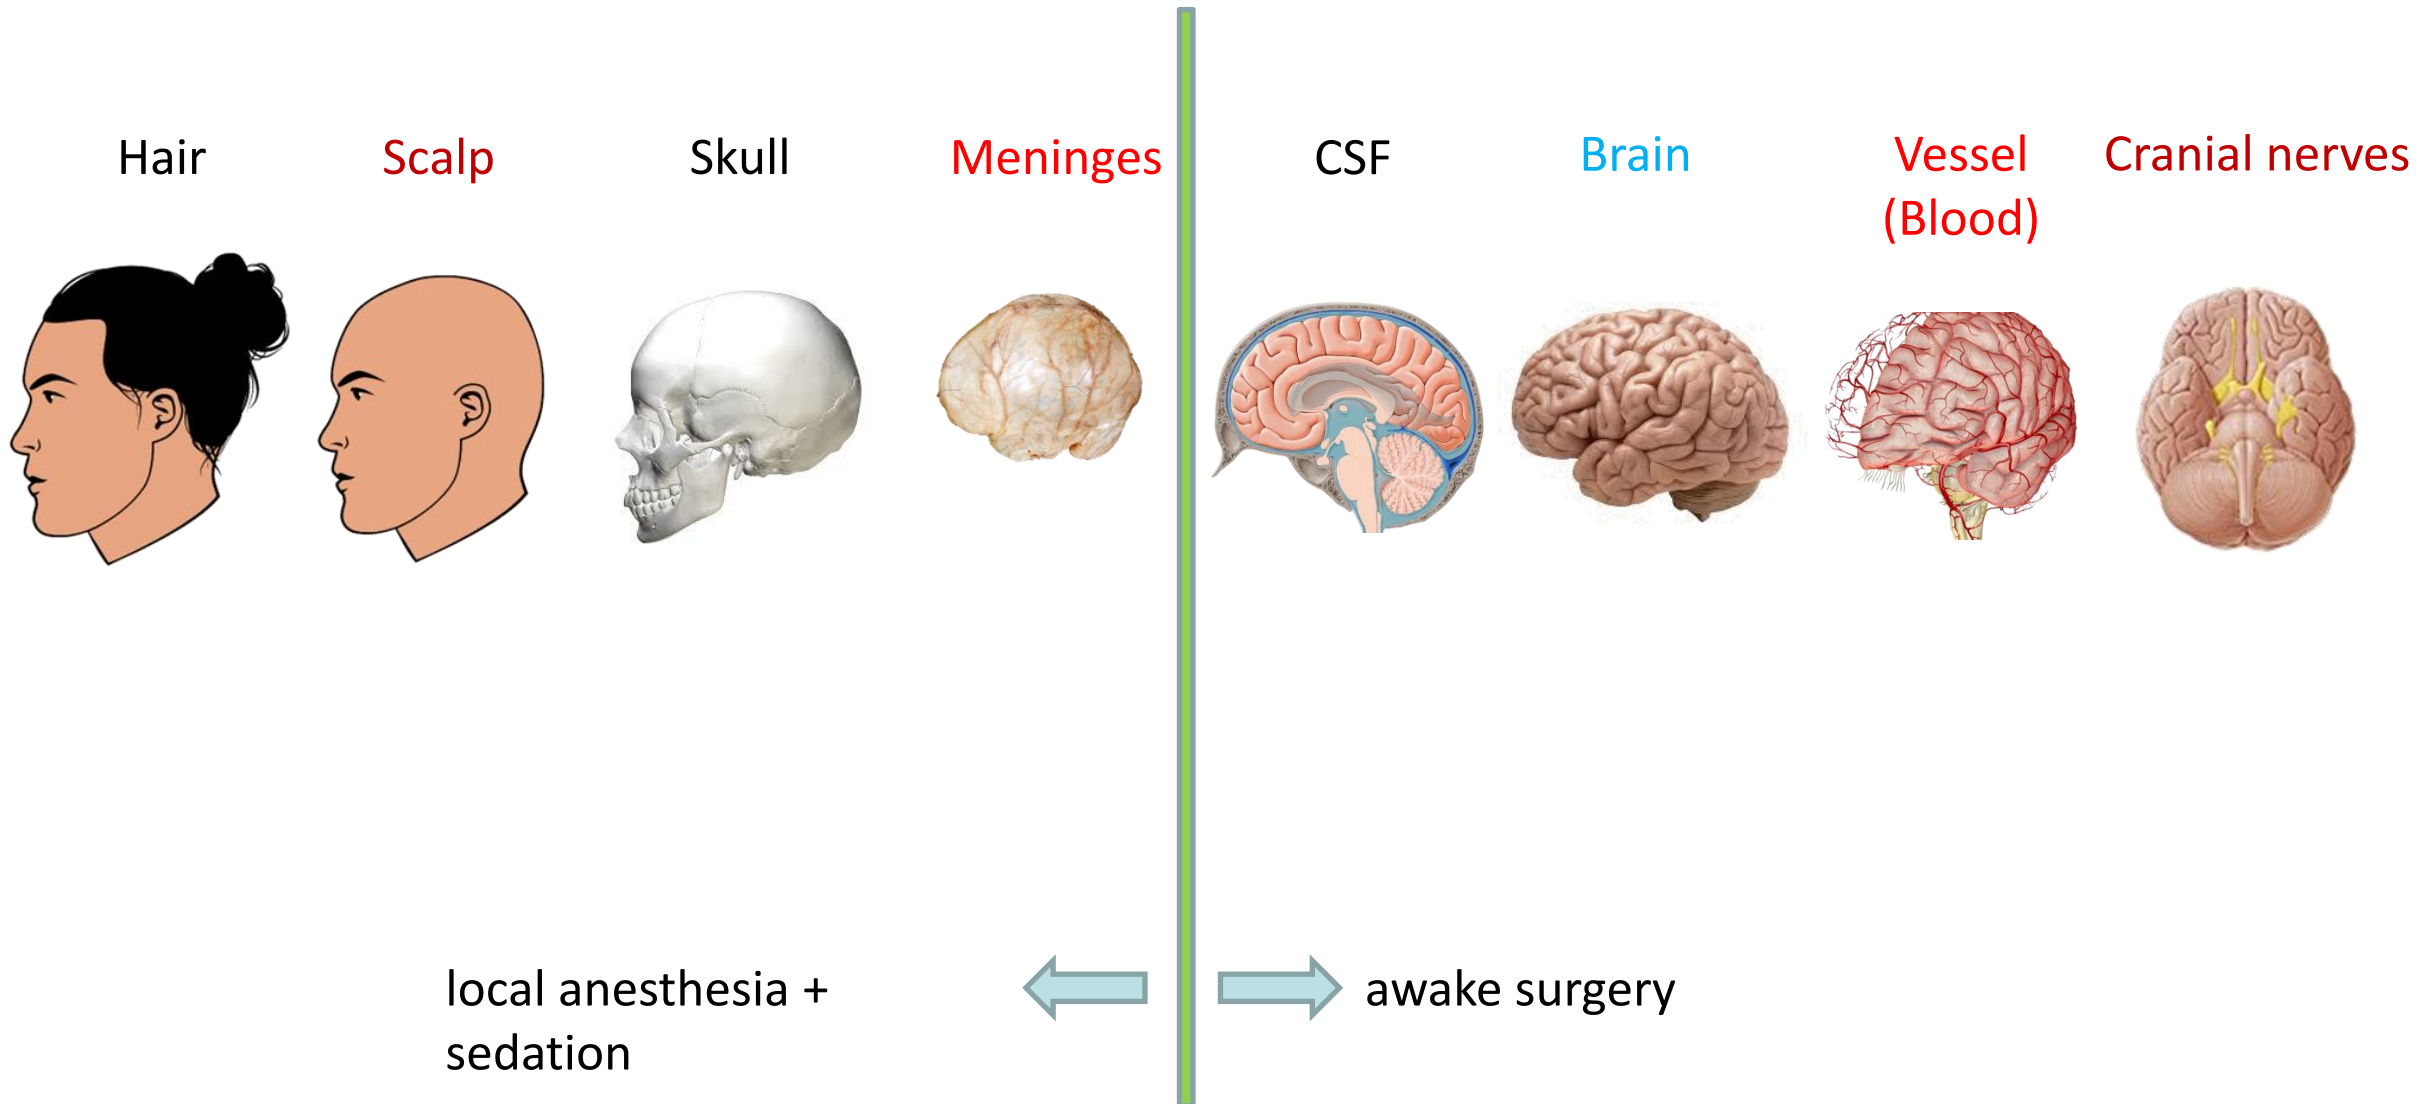 Hair
Scalp
Skull
Meninges
CSF
Brain
Vessel
(Blood)
Cranial nerves
local anesthesia +
sedation
awake surgery